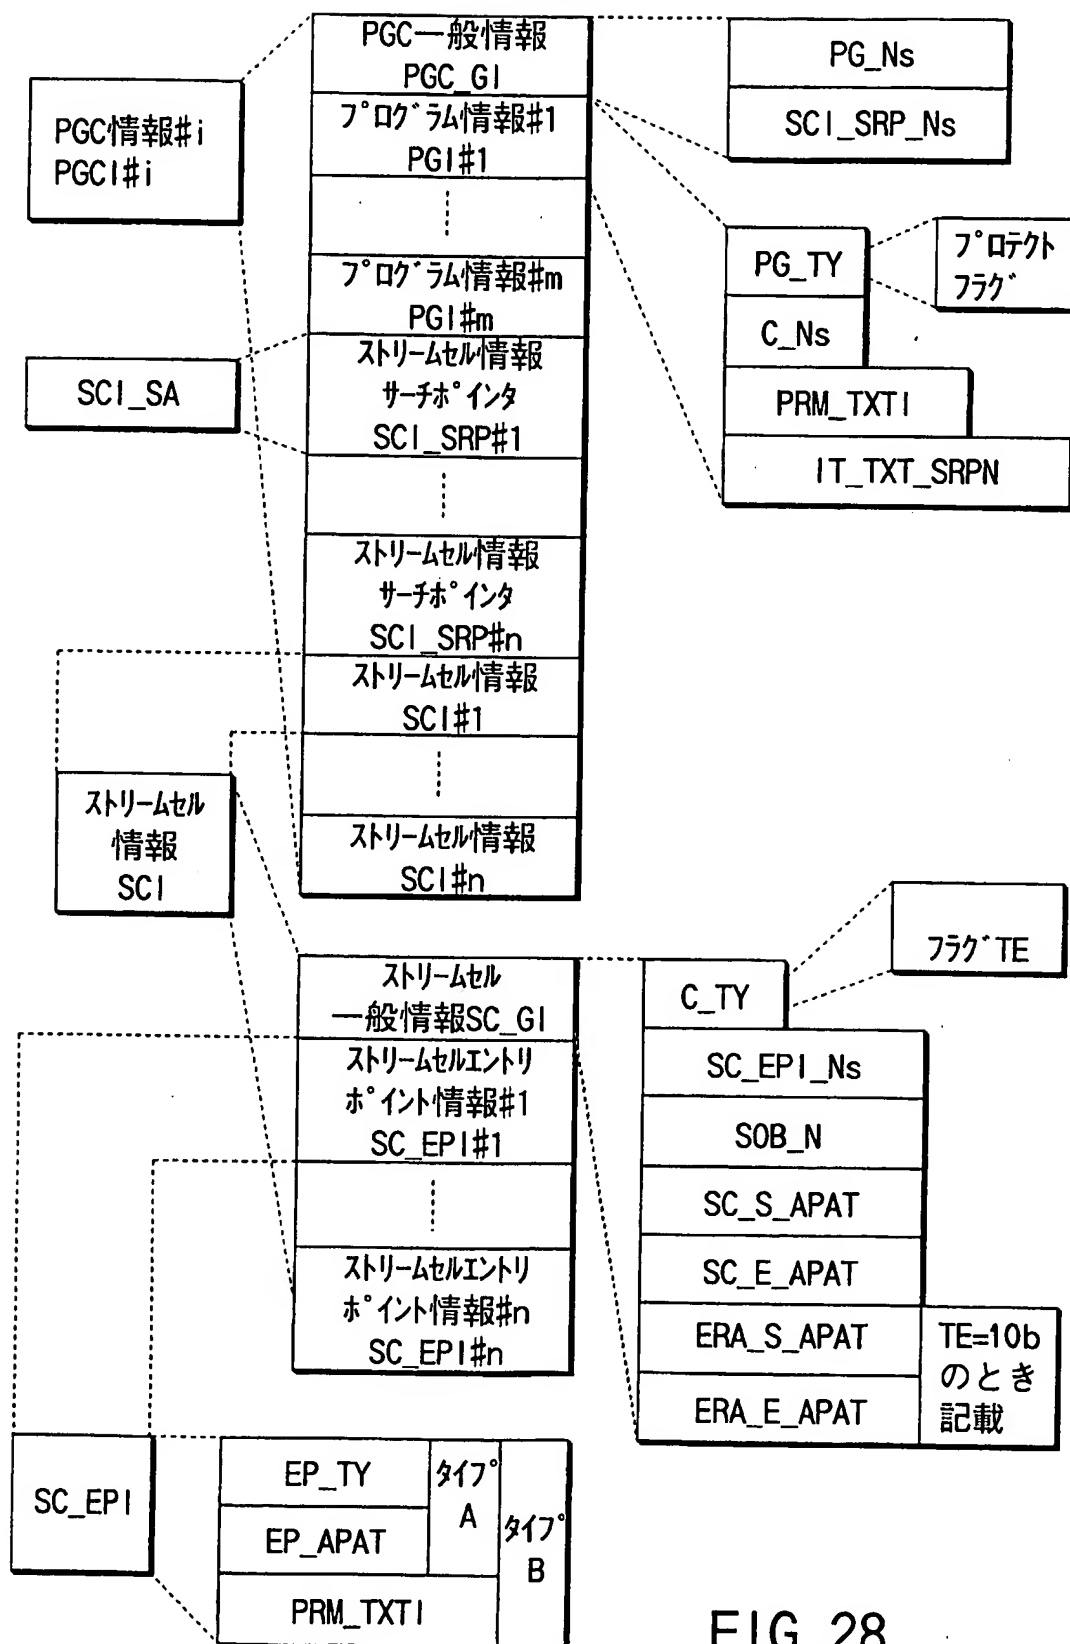 PGC情報#i
PGCI#i
PGC一般情報
PGC_GI
プログラム情報#1
PGI#1
プログラム情報#m
PGI#m
ストリームセル情報
サーチポインタ
SCI_SRP#1
ストリームセル情報
サーチポインタ
SCI_SRP#n
ストリームセル情報
SCI#1
ストリームセル情報
SCI#n
PG_Ns
SCI_SRP_Ns
PG_TY
プロテクト
フラグ
C_Ns
PRM_TXTI
IT_TXT_SRPN
SCI_SA
ストリームセル
情報
SCI
ストリームセル
一般情報SC_GI
ストリームセルエントリ
ポイント情報#1
SC_EPI#1
ストリームセルエントリ
ポイント情報#n
SC_EPI#n
C_TY
フラグTE
SC_EPI_Ns
SOB_N
SC_S_APAT
SC_E_APAT
ERA_S_APAT
ERA_E_APAT
TE=10b
のとき
記載
SC_EPI
EP_TY
EP_APAT
PRM_TXTI
タイプ
A
タイプ
B
FIG. 28